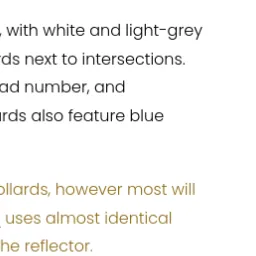 , with white and light-grey
ds next to intersections.
ad number, and
rds also feature blue
ollards, however most will
uses almost identical
he reflector.